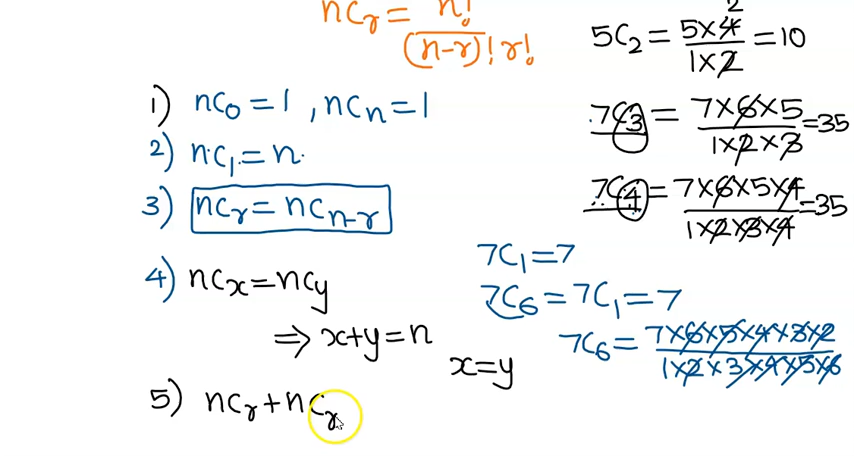 nCr = n! / (n-r)! r!
1) nC0 = 1 , nCn = 1
2) nC1 = n
3) nCr = nCn-r
4) nCx = nCy
⇒ x+y = n
x = y
5) nCr + nCr
5C2 = 5×4 / 1×2 = 10
2
7C3 = 7×6×5 / 1×2×3 = 35
7C4 = 7×6×5×4 / 1×2×3×4 = 35
7C1 = 7
7C6 = 7C1 = 7
7C6 = 7×6×5×4×3×2 / 1×2×3×4×5×6